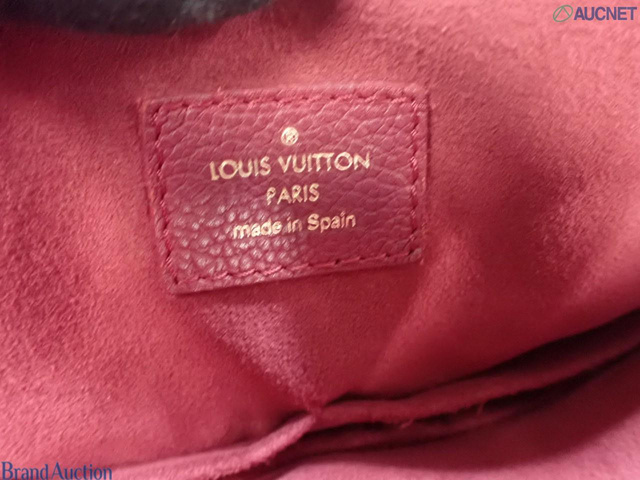 AUCNET
®
LOUIS VUITTON
PARIS
made in Spain
BrandAuction